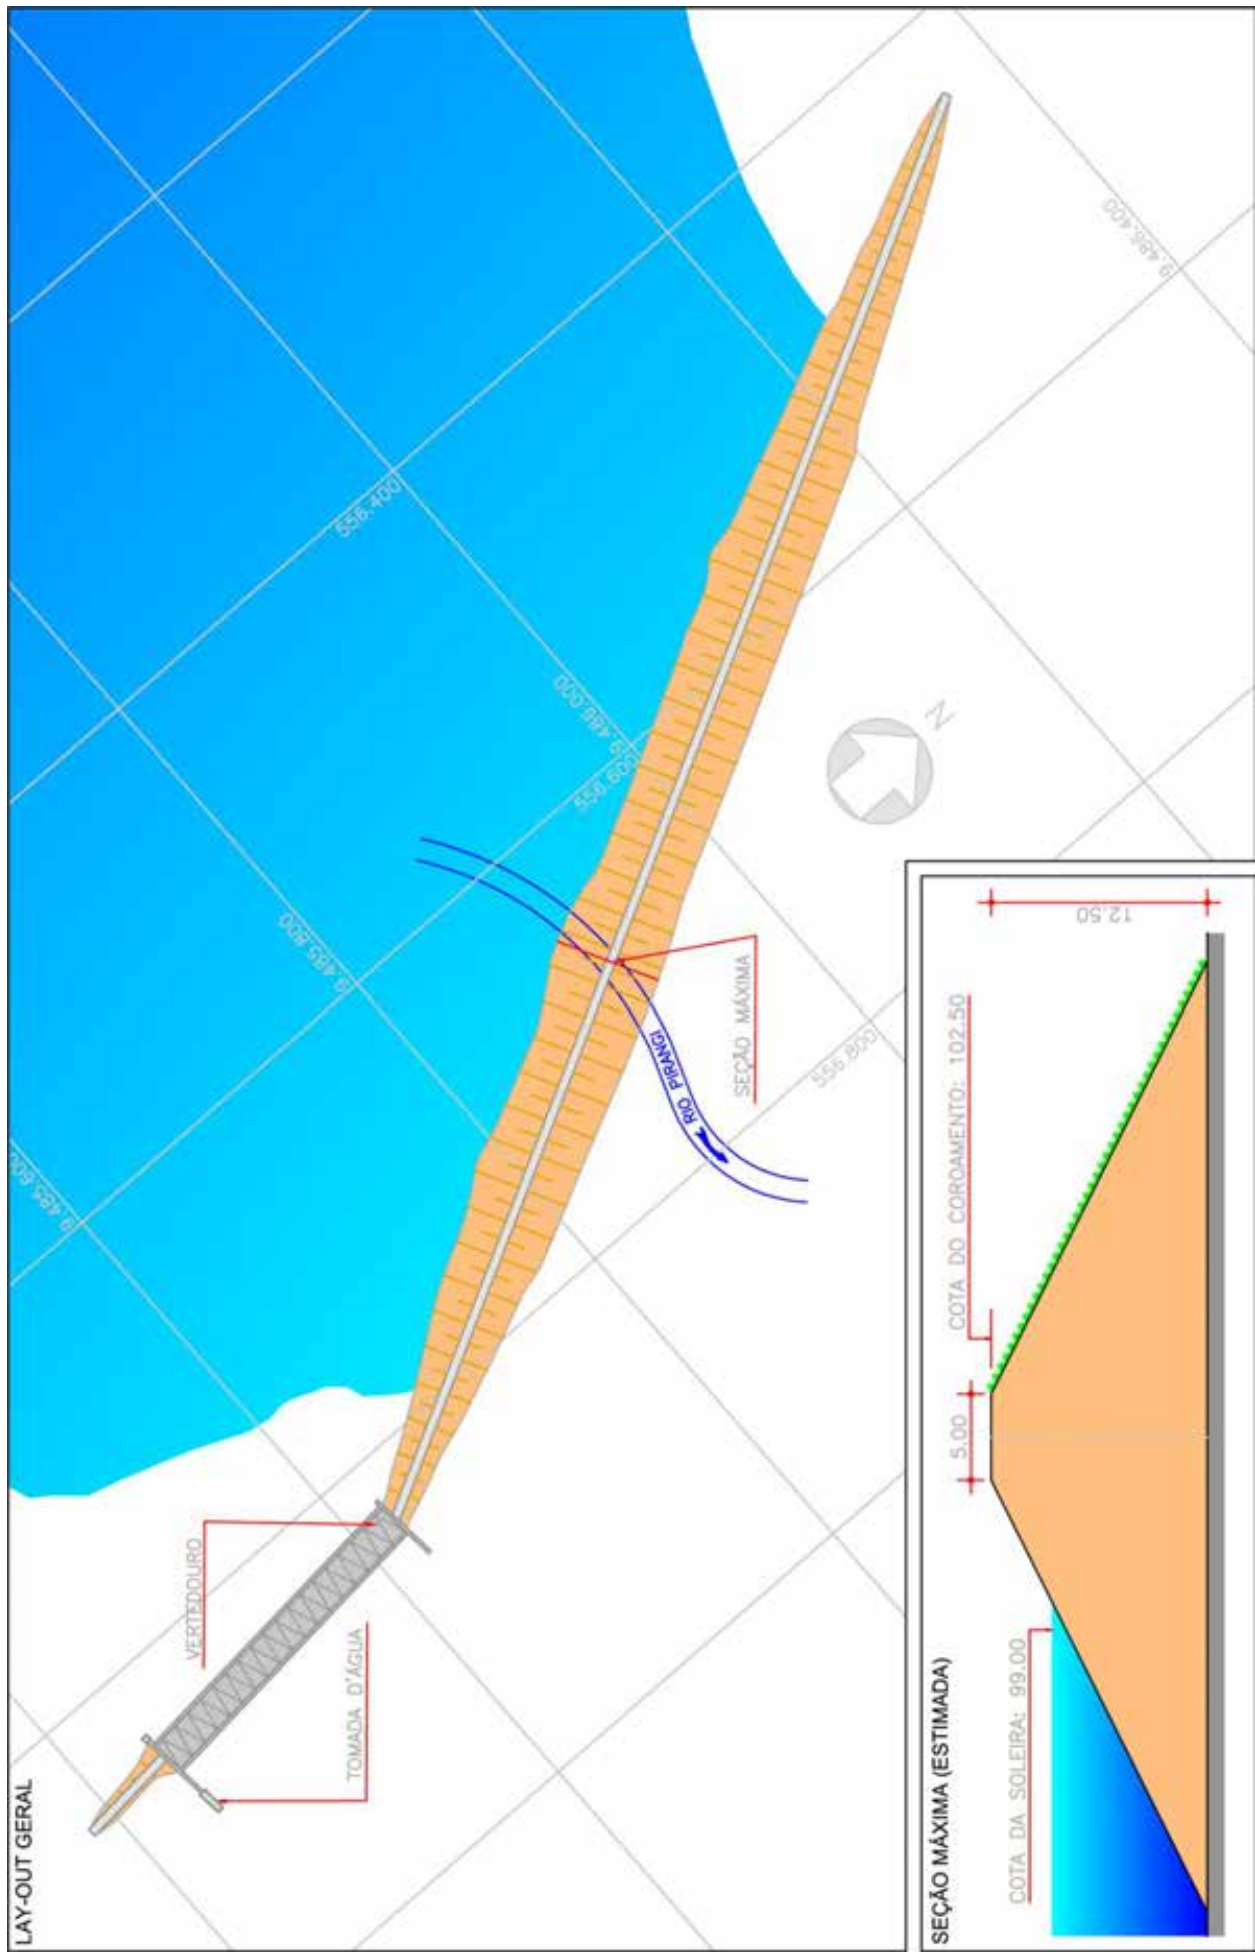 LAY-OUT GERAL
9.485.600
9.485.800
556.400
9.486.000
556.600
9.486.400
N
VERTEDOURO
TOMADA D'ÁGUA
RIO PIRANGI
SEÇÃO MÁXIMA
556.800
SEÇÃO MÁXIMA (ESTIMADA)
COTA DA SOLEIRA: 99.00
5.00
COTA DO COROAMENTO: 102.50
12.50